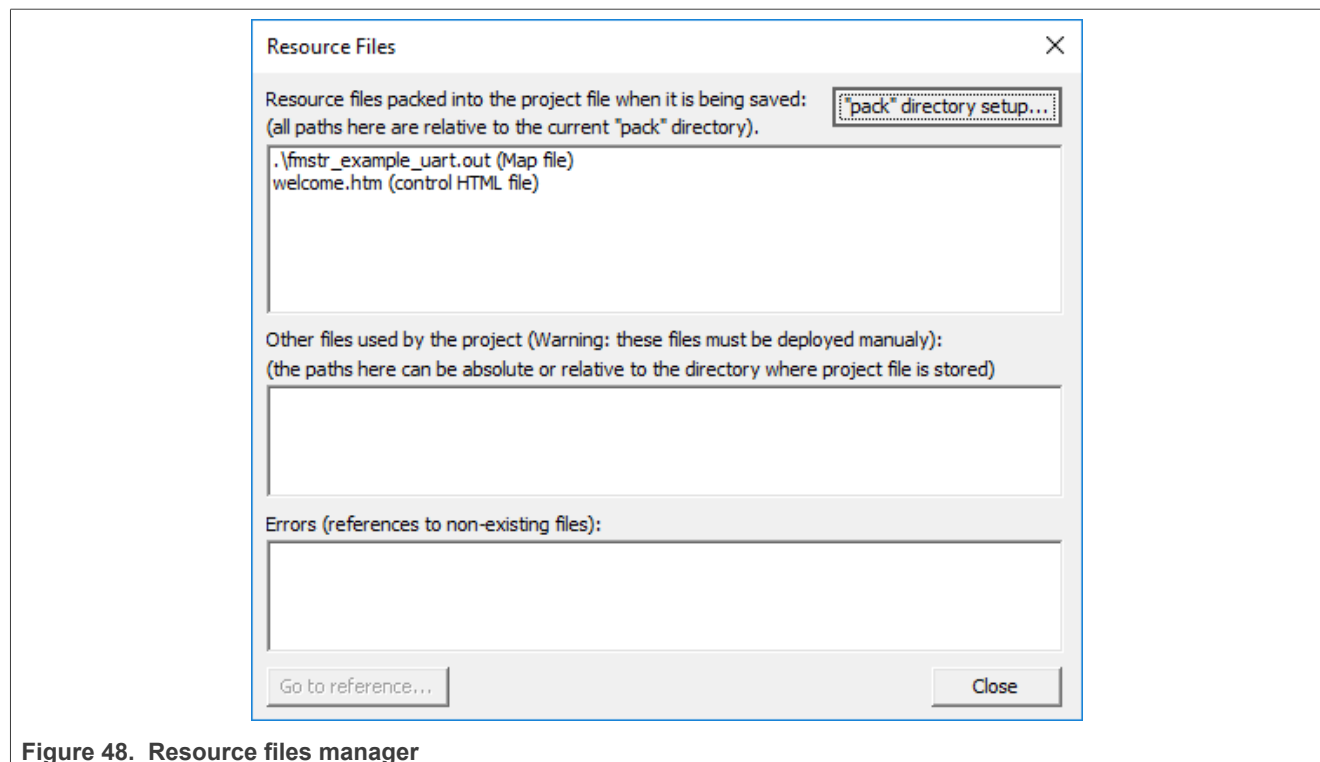 Resource Files
Resource files packed into the project file when it is being saved:
"pack" directory setup...
(all paths here are relative to the current "pack" directory).
.\fmstr_example_uart.out (Map file)
welcome.htm (control HTML file)
Other files used by the project (Warning: these files must be deployed manualy):
(the paths here can be absolute or relative to the directory where project file is stored)
Errors (references to non-existing files):
Go to reference...
Close
Figure 48. Resource files manager